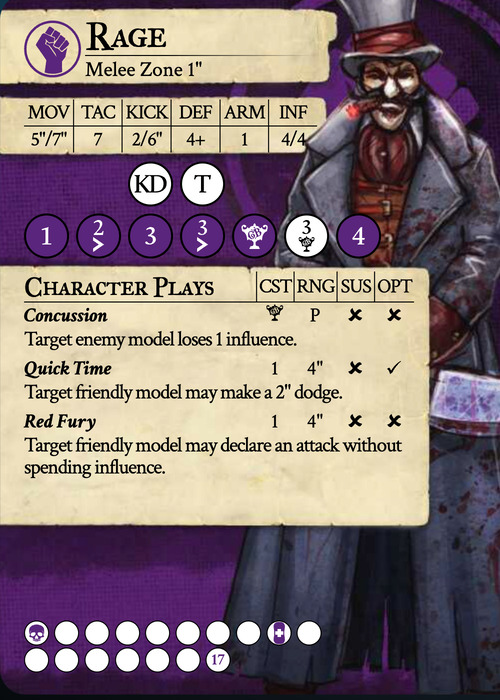 Rage
Melee Zone 1"
MOV TAC KICK DEF ARM INF
5"/7" 7 2/6" 4+ 1 4/4
KD T
1 2 > 3 3 > 3 4
Character Plays CST RNG SUS OPT
Concussion P ✘ ✘
Target enemy model loses 1 influence.
Quick Time 1 4" ✘ ✓
Target friendly model may make a 2" dodge.
Red Fury 1 4" ✘ ✘
Target friendly model may declare an attack without
spending influence.
17